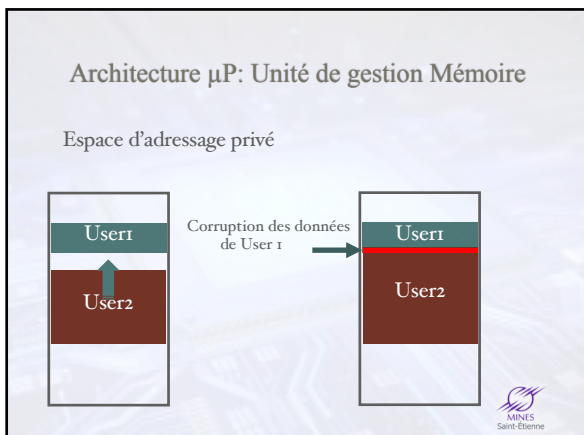 Architecture µP: Unité de gestion Mémoire
Espace d'adressage privé
User1
User2
Corruption des données
de User 1
User1
User2
MINES
Saint-Étienne